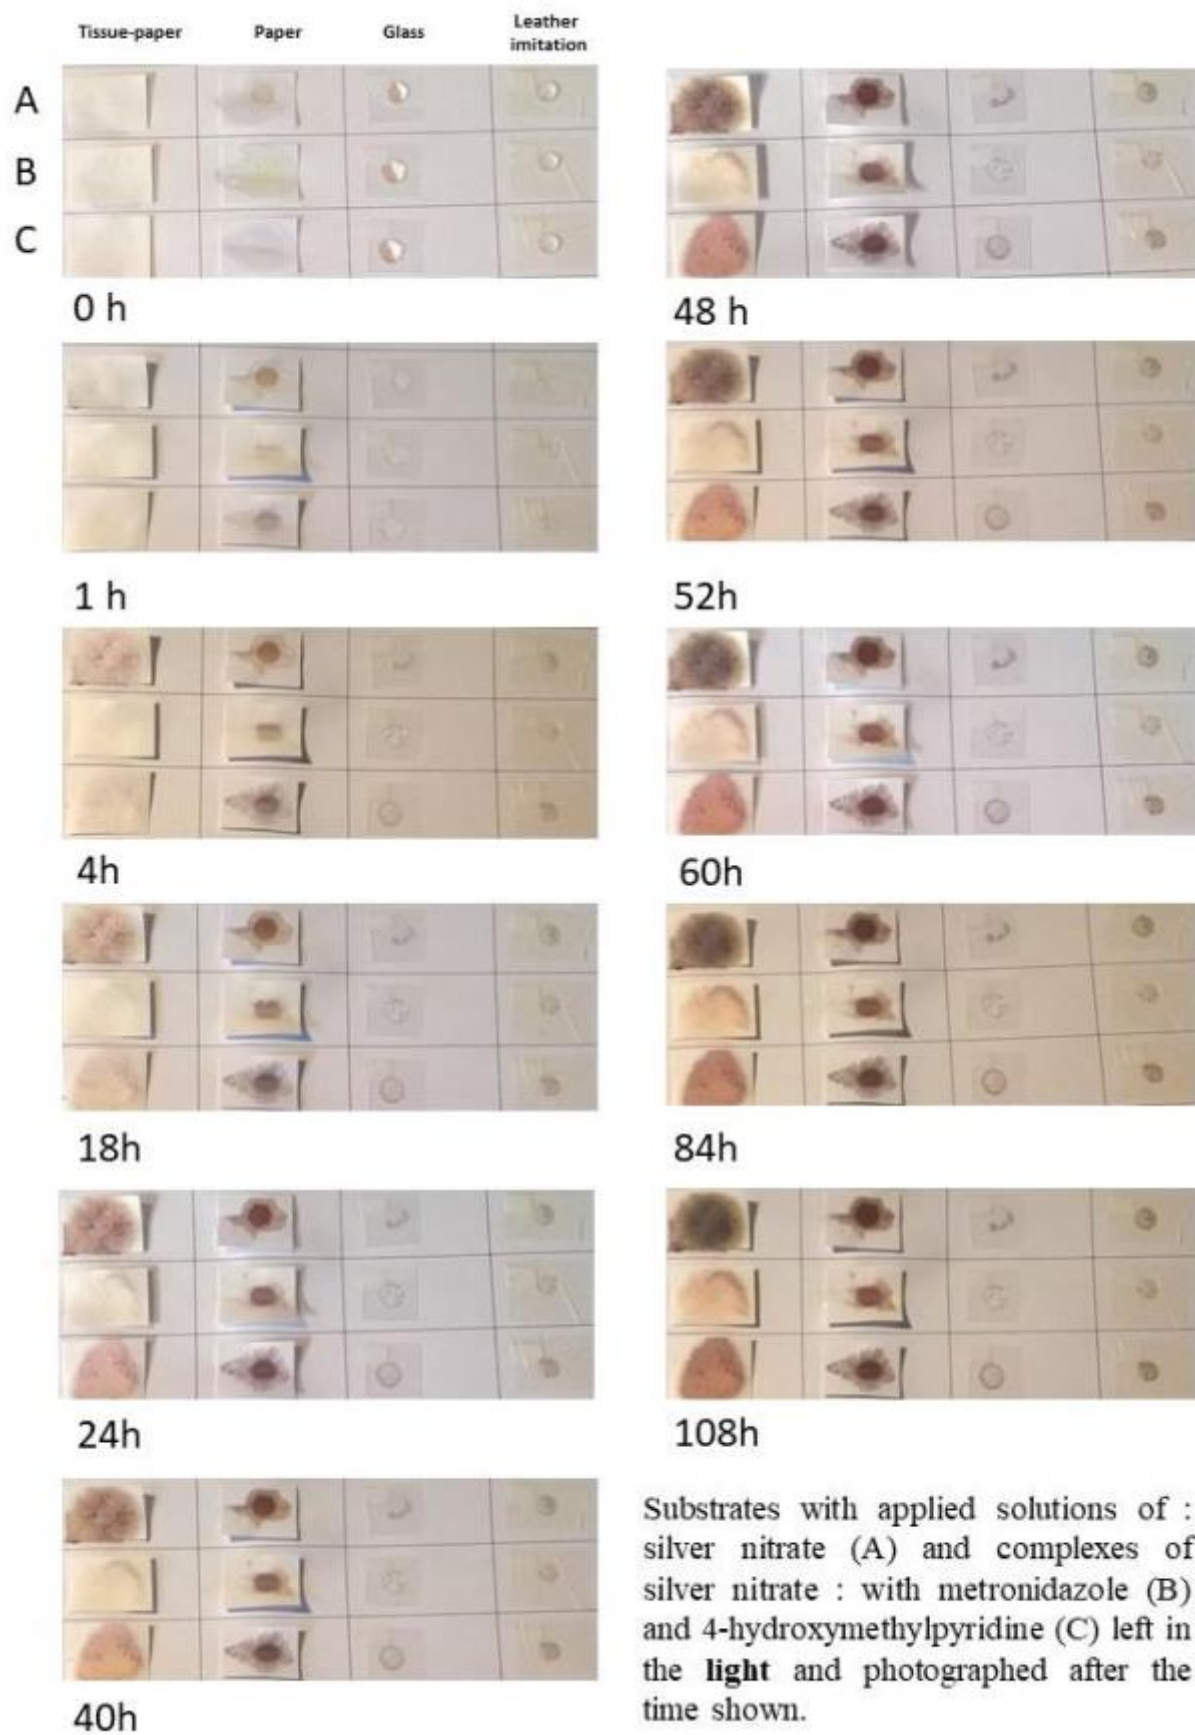 Tissue-paper Paper Glass Leather
imitation
A
B
C
0 h
1 h
4h
18h
24h
40h
48 h
52h
60h
84h
108h
Substrates with applied solutions of :
silver nitrate (A) and complexes of
silver nitrate : with metronidazole (B)
and 4-hydroxymethylpyridine (C) left in
the light and photographed after the
time shown.